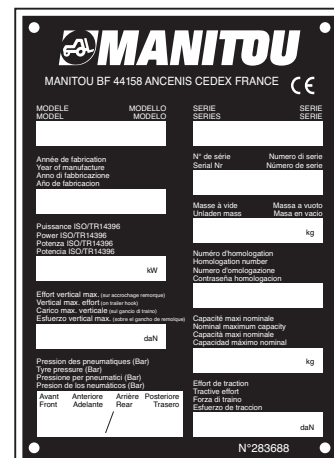 MANITOU
MANITOU BF 44158 ANCENIS CEDEX FRANCE CE
MODELE MODELLO
MODEL MODELO
SERIE SERIE
SERIES SERIE
Année de fabrication
Year of manufacture
Anno di fabbricazione
Año de fabricacion
N° de série Numero di serie
Serial Nr Número de serie
Masse à vide Massa a vuoto
Unladen mass Masa en vacio
kg
Puissance ISO/TR14396
Power ISO/TR14396
Potenza ISO/TR14396
Potencia ISO/TR14396
kW
Numéro d'homologation
Homologation number
Numero d'omologazione
Contraseña homologacion
Effort vertical max. (sur accrochage remorque)
Vertical max. effort (on trailer hook)
Carico max. verticale (sul gancio di traino)
Esfuerzo vertical max. (sobre el gancho de remolque)
daN
Capacité maxi nominale
Nominal maximum capacity
Capacità maxi nominale
Capacidad máximo nominal
kg
Pression des pneumatiques (Bar)
Tyre pressure (Bar)
Pressione per pneumatici (Bar)
Presion de los neumáticos (Bar)
Avant Anteriore Arrière Posteriore
Front Adelante Rear Trasero
/
Effort de traction
Tractive effort
Forza di traino
Esfuerzo de traccion
daN
N°283688